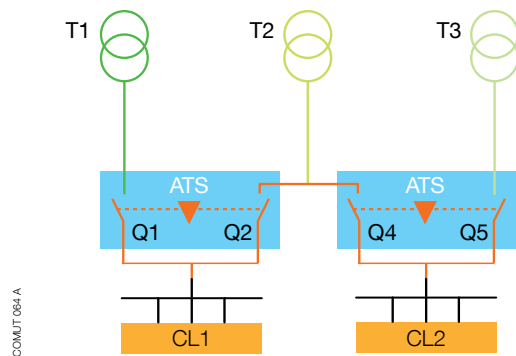 T1 T2 T3
ATS ATS
Q1 Q2 Q4 Q5
CL1 CL2
COMUT 064 A